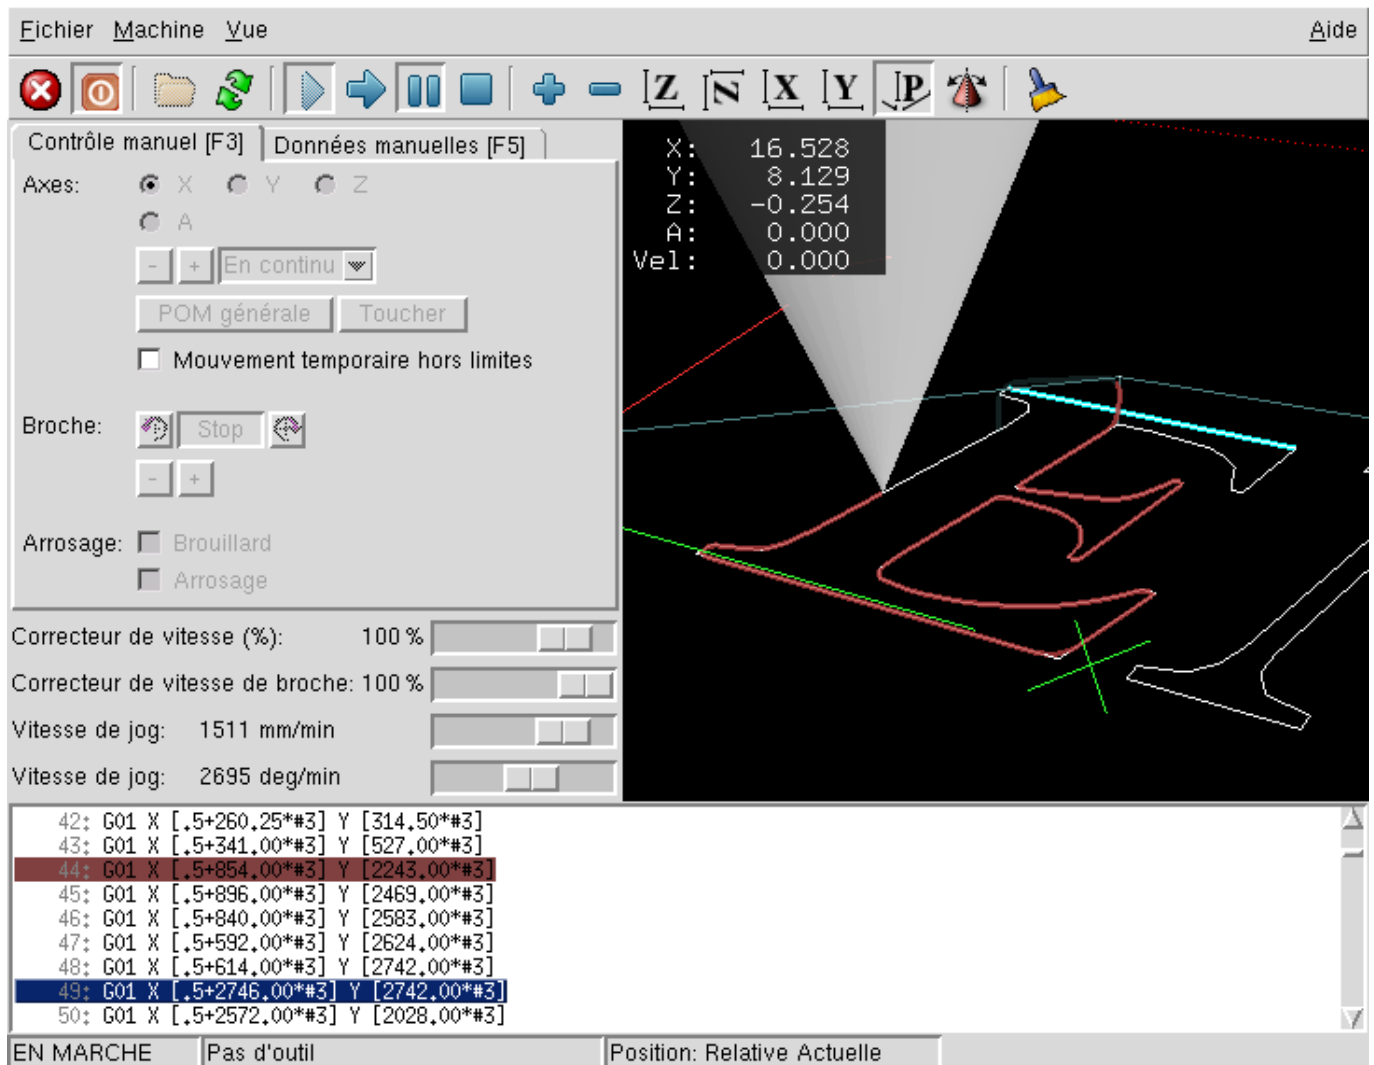 Fichier Machine Vue Aide
Z N X Y P
Contrôle manuel [F3] Données manuelles [F5]
Axes: X Y Z
A
- + En continu
POM générale Toucher
Mouvement temporaire hors limites
Broche: Stop
- +
Arrosage: Brouillard
Arrosage
Correcteur de vitesse (%): 100 %
Correcteur de vitesse de broche: 100 %
Vitesse de jog: 1511 mm/min
Vitesse de jog: 2695 deg/min
X: 16.528
Y: 8.129
Z: -0.254
A: 0.000
Vel: 0.000
42: G01 X [.5+260.25*#3] Y [314.50*#3]
43: G01 X [.5+341.00*#3] Y [527.00*#3]
44: G01 X [.5+854.00*#3] Y [2243.00*#3]
45: G01 X [.5+896.00*#3] Y [2469.00*#3]
46: G01 X [.5+840.00*#3] Y [2583.00*#3]
47: G01 X [.5+592.00*#3] Y [2624.00*#3]
48: G01 X [.5+614.00*#3] Y [2742.00*#3]
49: G01 X [.5+2746.00*#3] Y [2742.00*#3]
50: G01 X [.5+2572.00*#3] Y [2028.00*#3]
EN MARCHE Pas d'outil Position: Relative Actuelle